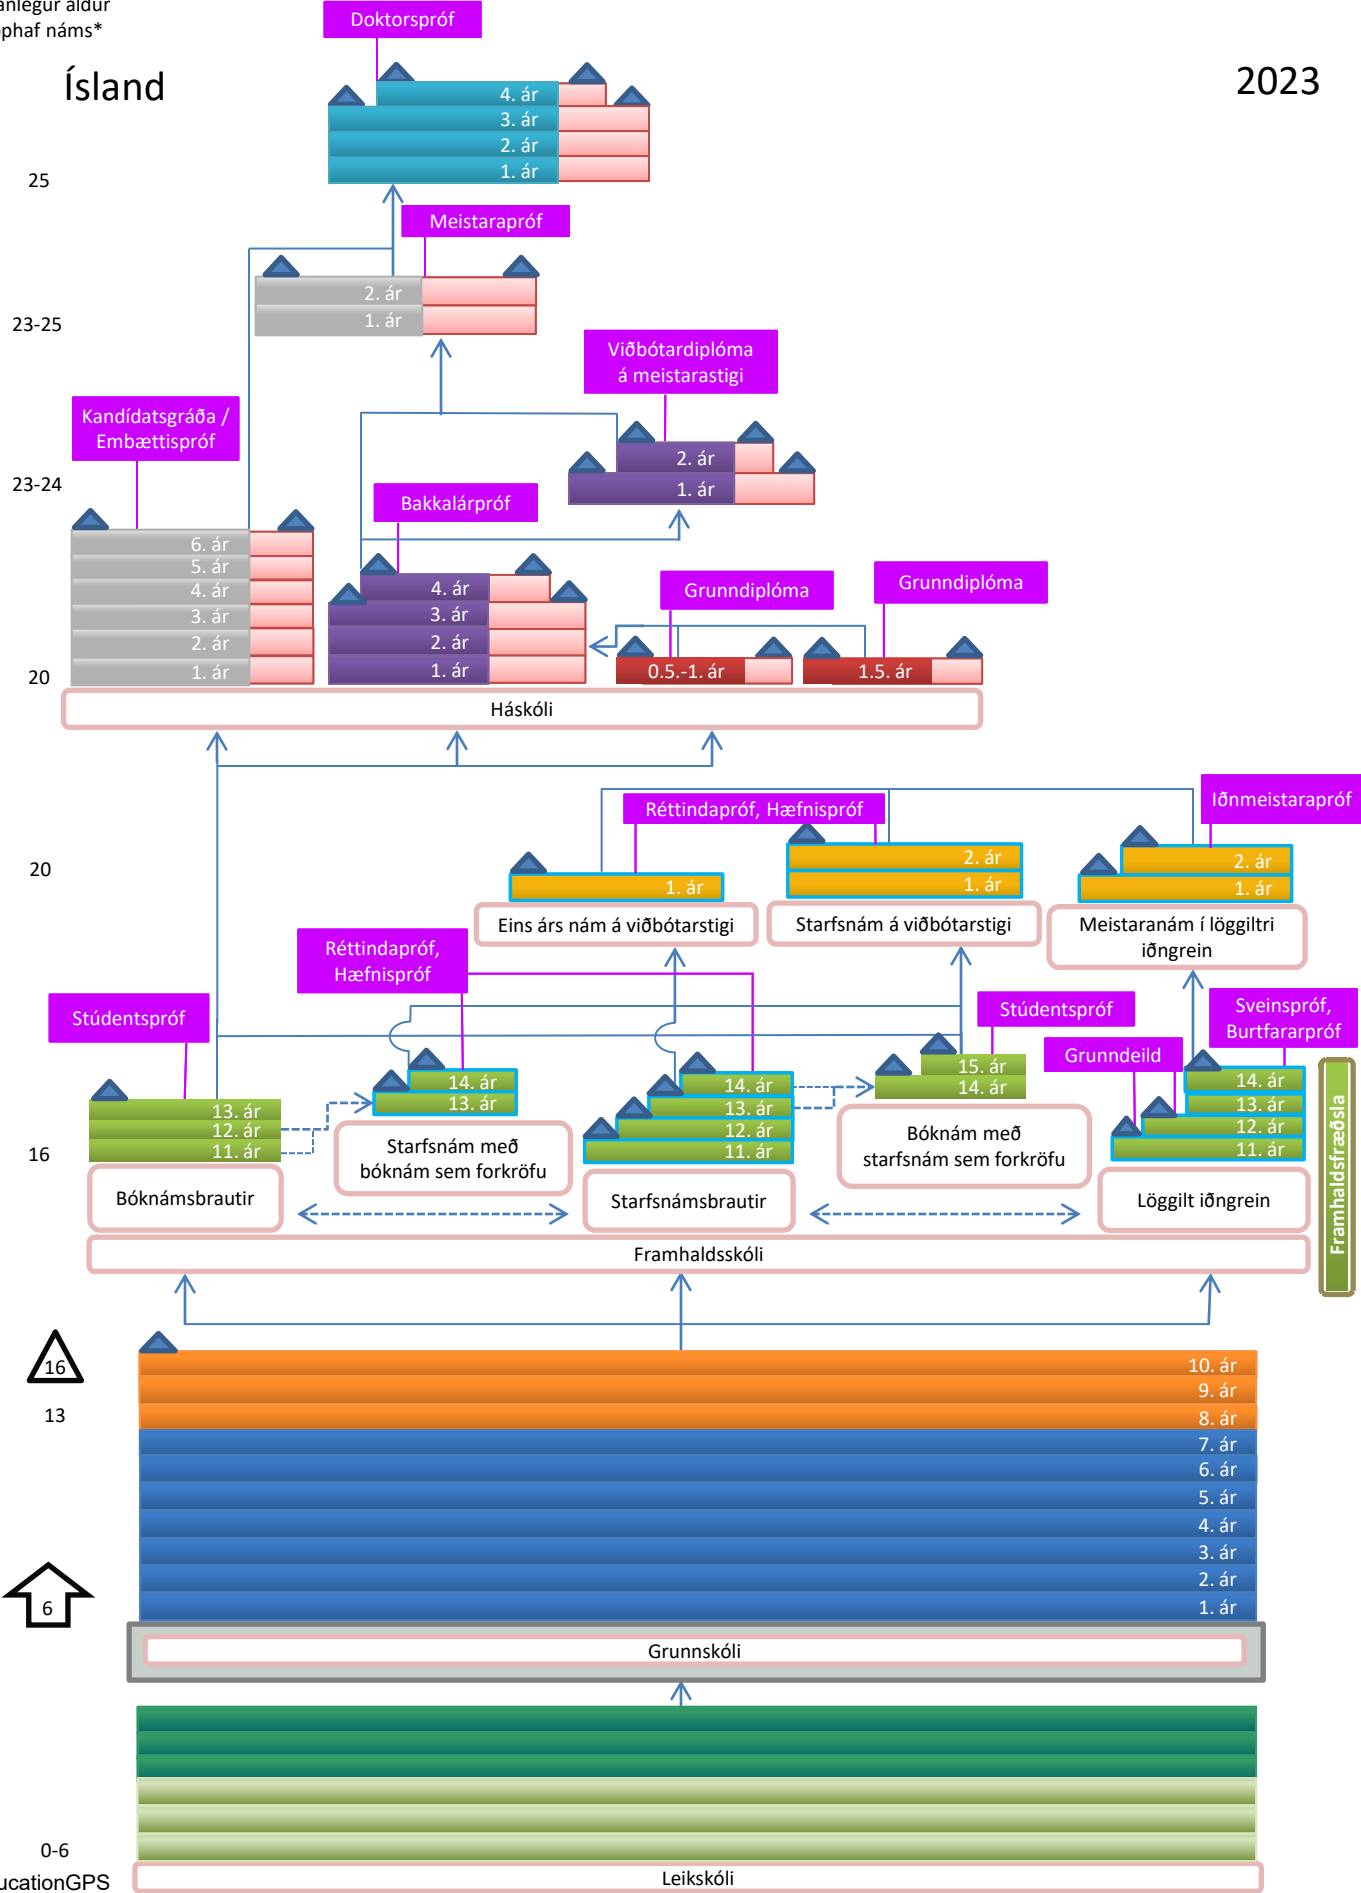 Doktorspróf
Ísland
2023
4. ár
3. ár
2. ár
1. ár
25
Meistarapróf
2. ár
1. ár
23-25
Viðbótardiplóma
á meistarastigi
Kandídatsgráða /
Embættispróf
2. ár
1. ár
23-24
Bakkalárpróf
6. ár
5. ár
4. ár
3. ár
2. ár
1. ár
4. ár
3. ár
2. ár
1. ár
Grunndiplóma
0.5.-1. ár
Grunndiplóma
1.5. ár
20
Háskóli
Réttindapróf, Hæfnispróf
Iðnmeistarapróf
20
1. ár
2. ár
1. ár
2. ár
1. ár
Eins árs nám á viðbótarstigi
Starfsnám á viðbótarstigi
Meistaranám í löggiltri
iðngrein
Réttindapróf,
Hæfnispróf
Stúdentspróf
Stúdentspróf
Sveinspróf,
Burtfararpróf
Grunndeild
13. ár
12. ár
11. ár
14. ár
13. ár
14. ár
13. ár
12. ár
11. ár
15. ár
14. ár
14. ár
13. ár
12. ár
11. ár
16
Starfsnám með
bóknám sem forkröfu
Bóknám með
starfsnám sem forkröfu
Bóknámsbrautir
Starfsnámsbrautir
Löggilt iðngrein
Framhaldsfræðsla
Framhaldsskóli
16
13
10. ár
9. ár
8. ár
7. ár
6. ár
5. ár
4. ár
3. ár
2. ár
1. ár
6
Grunnskóli
0-6
Leikskóli